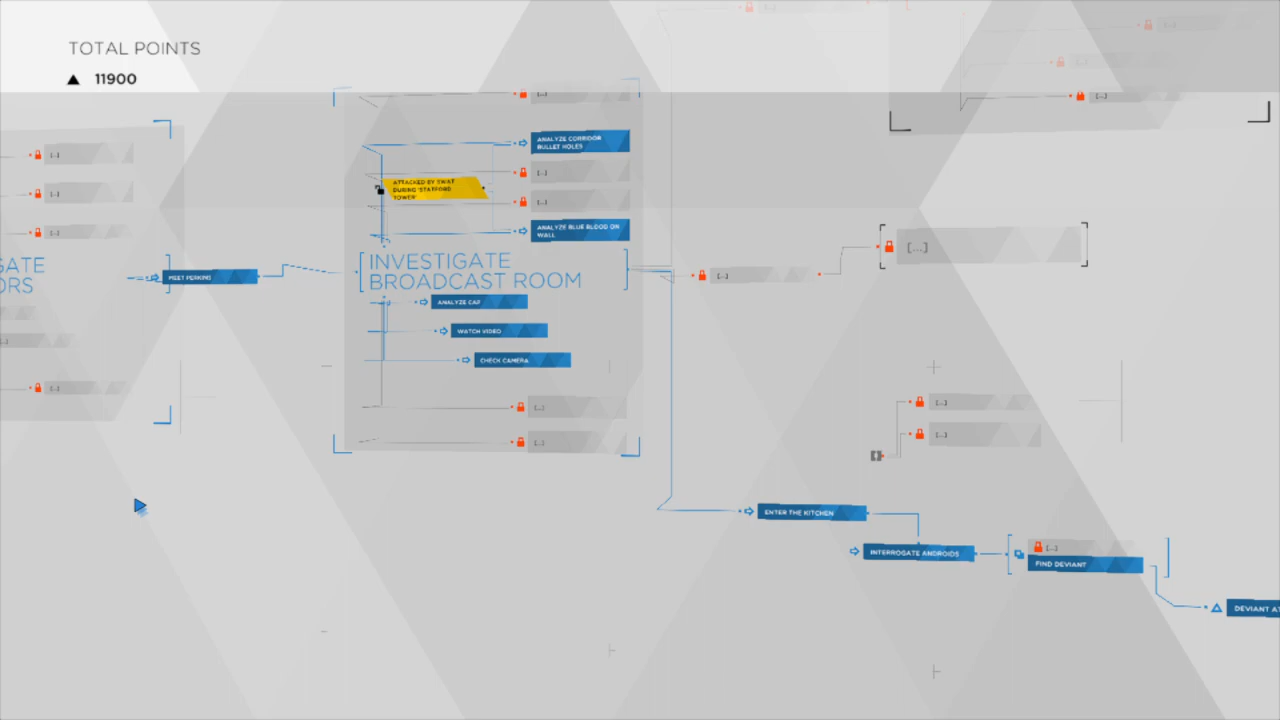 TOTAL POINTS
11900
[...]
[...]
[...]
[...]
[...]
ANALYZE CORRIDOR
BULLET HOLES
[...]
[...]
ATTACKED BY SWAT
DURING 'STAFFORD
TOWER'
[...]
[...]
[...]
ANALYZE BLUE BLOOD ON
WALL
[...]
[...]
GATE
ORS
MEET PERKINS
INVESTIGATE
BROADCAST ROOM
[...]
ANALYZE CAP
WATCH VIDEO
CHECK CAMERA
[...]
[...]
[...]
[...]
[...]
ENTER THE KITCHEN
INTERROGATE ANDROIDS
[...]
FIND DEVIANT
DEVIANT AT